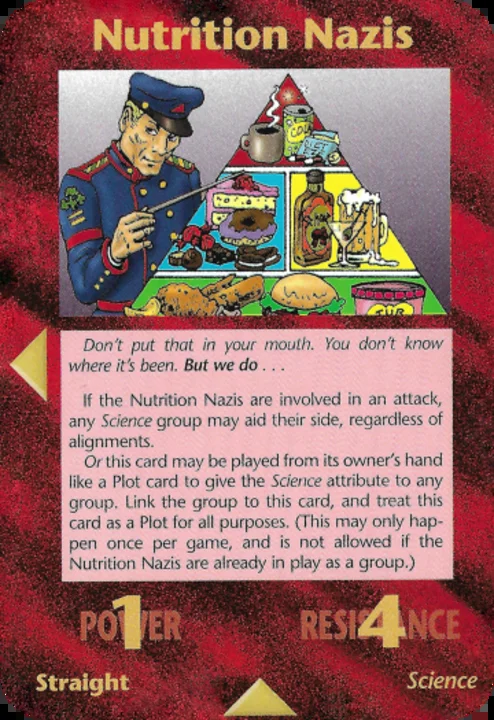 Nutrition Nazis
COLA
Don't put that in your mouth. You don't know
where it's been. But we do . . .
If the Nutrition Nazis are involved in an attack,
any Science group may aid their side, regardless of
alignments.
Or this card may be played from its owner's hand
like a Plot card to give the Science attribute to any
group. Link the group to this card, and treat this
card as a Plot for all purposes. (This may only hap-
pen once per game, and is not allowed if the
Nutrition Nazis are already in play as a group.)
POWER 1
RESISTANCE 4
Straight
Science